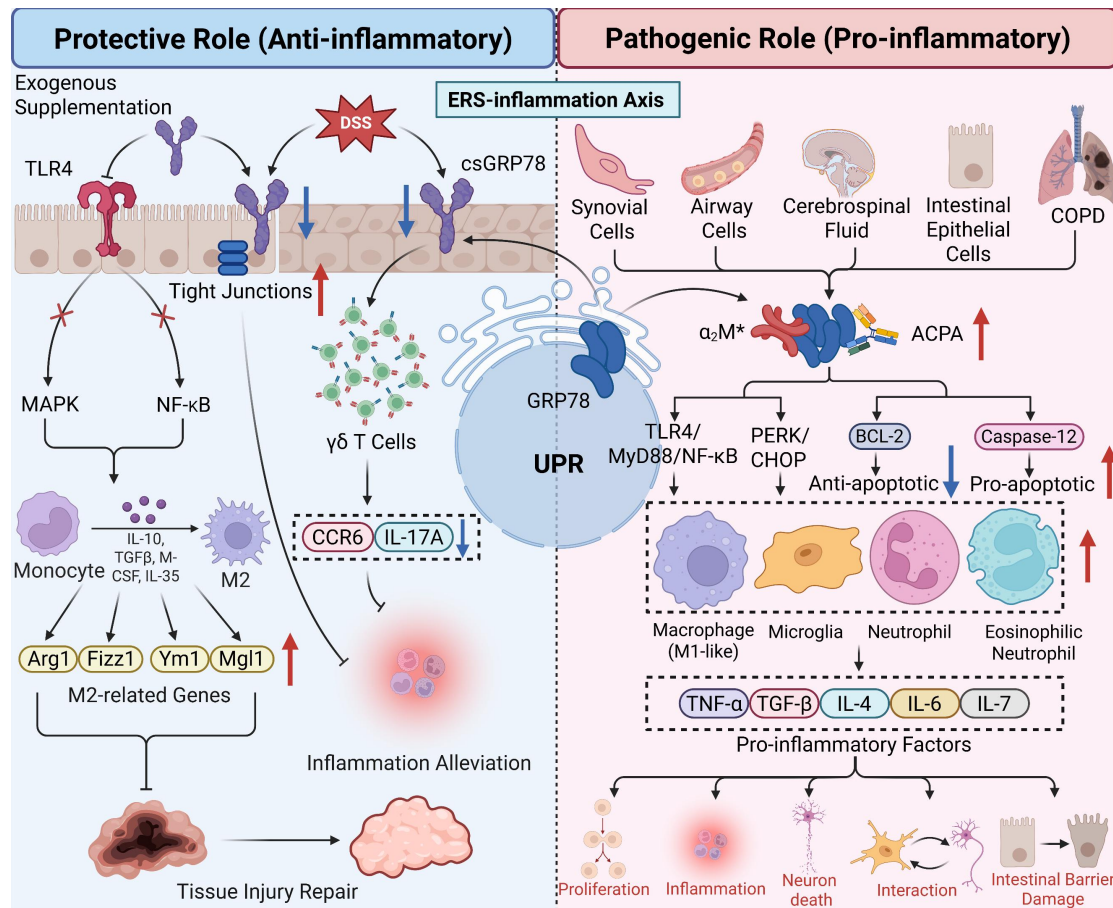 Protective Role (Anti-inflammatory)
Pathogenic Role (Pro-inflammatory)
ERS-inflammation Axis
Exogenous
Supplementation
DSS
TLR4
csGRP78
Tight Junctions
MAPK
NF-κB
γδ T Cells
CCR6
IL-17A
Monocyte
IL-10,
TGFβ, M-
CSF, IL-35
M2
Arg1
Fizz1
Ym1
Mgl1
M2-related Genes
Inflammation Alleviation
Tissue Injury Repair
GRP78
UPR
Synovial
Cells
Airway
Cells
Cerebrospinal
Fluid
Intestinal
Epithelial
Cells
COPD
α₂M*
ACPA
TLR4/
MyD88/NF-κB
PERK/
CHOP
BCL-2
Caspase-12
Anti-apoptotic
Pro-apoptotic
Macrophage
(M1-like)
Microglia
Neutrophil
Eosinophilic
Neutrophil
TNF-α
TGF-β
IL-4
IL-6
IL-7
Pro-inflammatory Factors
Proliferation
Inflammation
Neuron
death
Interaction
Intestinal Barrier
Damage